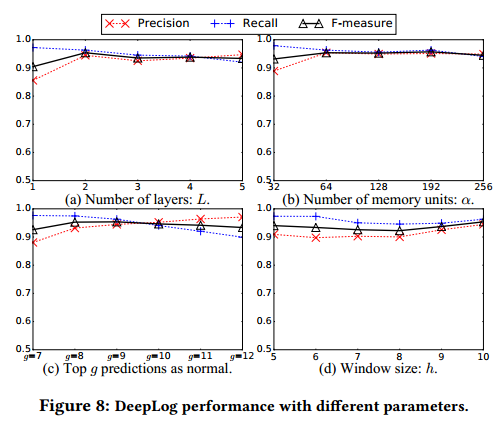 Precision Recall F-measure
1.0 1.0
0.9 0.9
0.8 0.8
0.7 0.7
0.6 0.6
0.5 0.5
1 2 3 4 5 32 64 128 192 256
(a) Number of layers: L. (b) Number of memory units: α.
1.0 1.0
0.9 0.9
0.8 0.8
0.7 0.7
0.6 0.6
0.5 0.5
g=7 g=8 g=9 g=10 g=11 g=12 5 6 7 8 9 10
(c) Top g predictions as normal. (d) Window size: h.
Figure 8: DeepLog performance with different parameters.